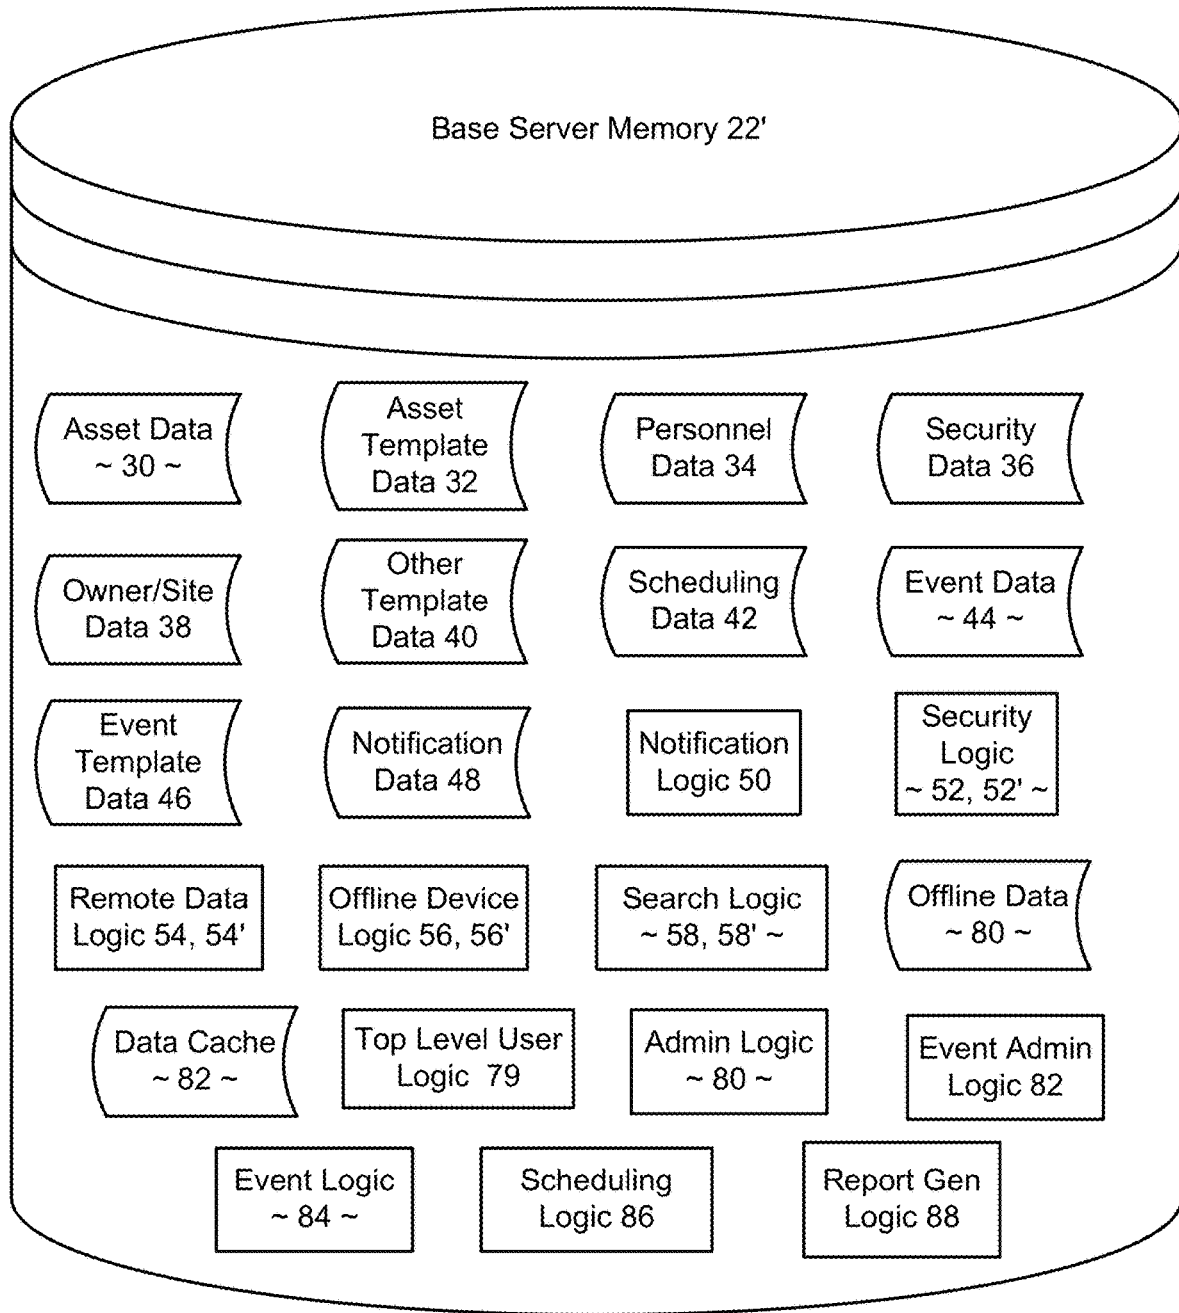 Base Server Memory 22'
Asset Data
~ 30 ~
Asset
Template
Data 32
Personnel
Data 34
Security
Data 36
Owner/Site
Data 38
Other
Template
Data 40
Scheduling
Data 42
Event Data
~ 44 ~
Event
Template
Data 46
Notification
Data 48
Notification
Logic 50
Security
Logic
~ 52, 52' ~
Remote Data
Logic 54, 54'
Offline Device
Logic 56, 56'
Search Logic
~ 58, 58' ~
Offline Data
~ 80 ~
Data Cache
~ 82 ~
Top Level User
Logic 79
Admin Logic
~ 80 ~
Event Admin
Logic 82
Event Logic
~ 84 ~
Scheduling
Logic 86
Report Gen
Logic 88